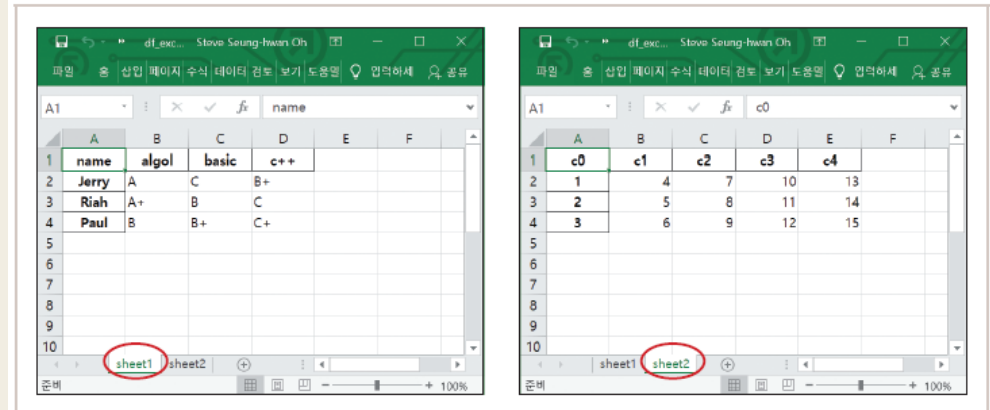 df_exc... Steve Seung-hwan Oh
파일 홈 삽입 페이지 수식 데이터 검토 보기 도움말 입력하세 공유
A1 fx name
A B C D E F
1 name algol basic c++
2 Jerry A C B+
3 Riah A+ B C
4 Paul B B+ C+
5
6
7
8
9
10
sheet1 sheet2
준비 100%
df_exc... Steve Seung-hwan Oh
파일 홈 삽입 페이지 수식 데이터 검토 보기 도움말 입력하세 공유
A1 fx c0
A B C D E F
1 c0 c1 c2 c3 c4
2 1 4 7 10 13
3 2 5 8 11 14
4 3 6 9 12 15
5
6
7
8
9
10
sheet1 sheet2
준비 100%